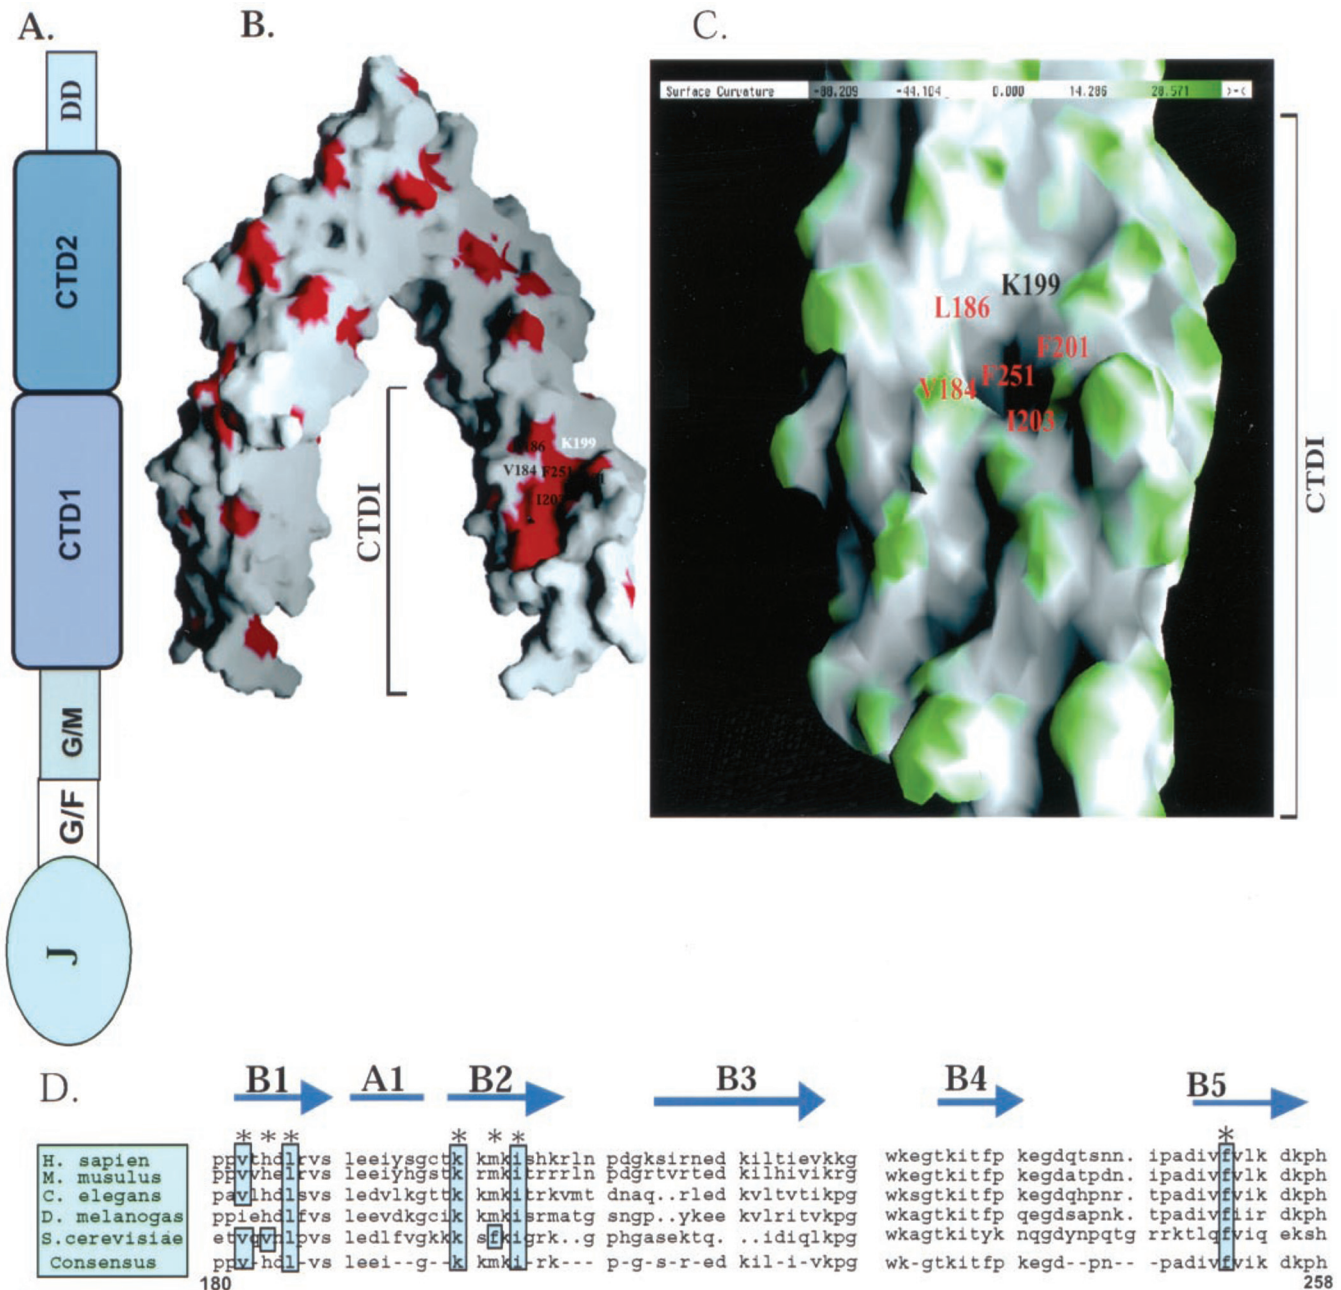 A.
B.
C.
DD
CTD2
CTD1
G/M
G/F
J
CTDI
K199
V184 F251
Surface Curvature -88.209 -44.104 0.000 14.286 28.571 >-<
K199
L186
F201
F251
V184
I203
CTDI
D.
B1 A1 B2 B3 B4 B5
* * * * * * *
H. sapien ppvvhdlrvs leeiysgctk kmkishkrln pdgksirned kiltievkkg wkegtkitfp kegdqtsnn. ipadivfvlk dkph
M. musulus ppvvhelrvs leeiyhgstk rmkitrrrln pdgrtvrted kilhivikrg wkegtkitfp kegdatpdn. ipadivfvlk dkph
C. elegans pavlhdlsvs ledvlkgttk kmkitrkvmt dnaq..rled kvltvtikpg wksgtkitfp kegdqhpnr. tpadivfvik dkph
D. melanogas ppiehdlfvs leevdkgcik kmkisrmatg sngp..ykee kvlritvkpg wkagtkitfp qegdsapnk. tpadivfiir dkph
S.cerevisiae etvqvnlpvs ledlfvgkkk sfkigrk..g phgasektq. ..idiqlkpg wkagtkityk nqgdynpqtg rrktlqfviq eksh
Consensus ppv-hdl-vs leei--g--k kmki-rk--- p-g-s-r-ed kil-i-vkpg wk-gtkitfp kegd--pn-- -padivfvik dkph
180 258